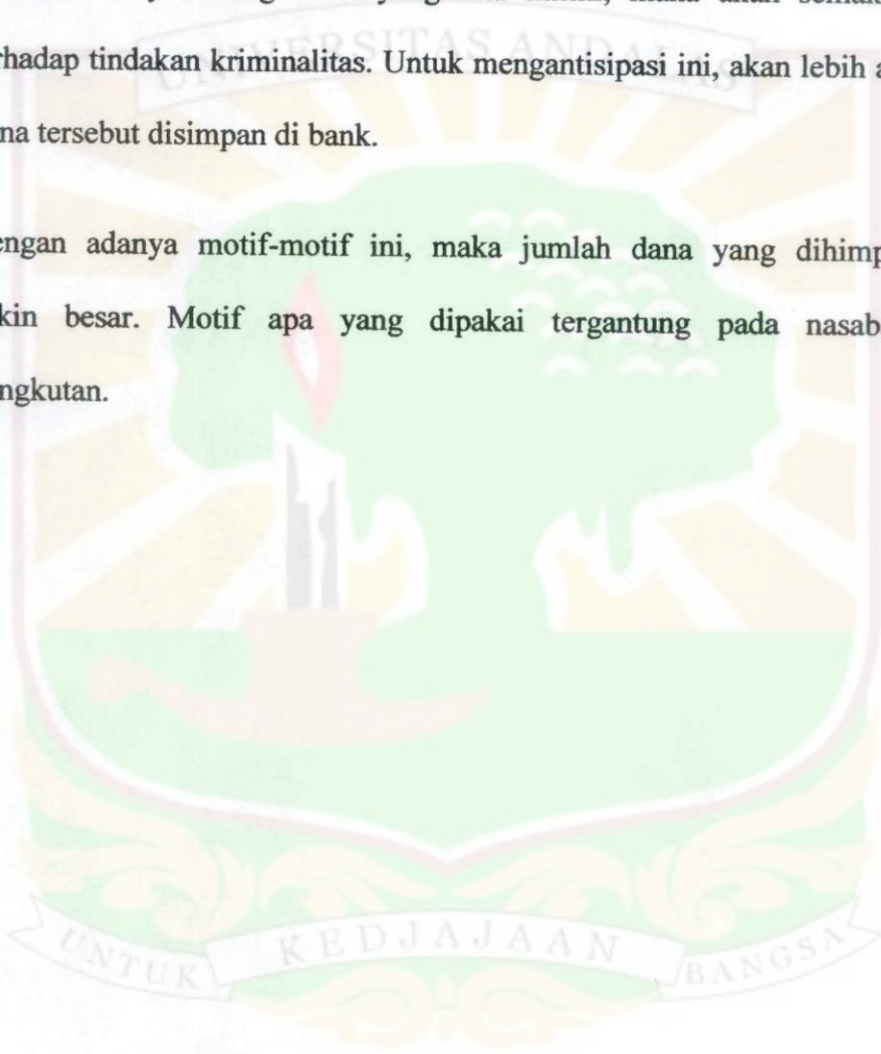 UNIVERSITAS ANDALAS
rhadap tindakan kriminalitas. Untuk mengantisipasi ini, akan lebih a
na tersebut disimpan di bank.
engan adanya motif-motif ini, maka jumlah dana yang dihimp
kin besar. Motif apa yang dipakai tergantung pada nasab
ngkutan.
UNTUK KEDJAJAAN BANGSA